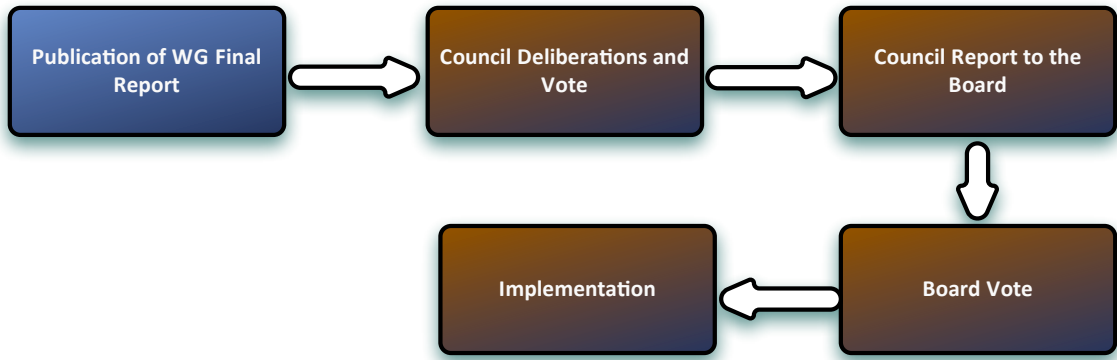 Publication of WG Final
Report
Council Deliberations and
Vote
Council Report to the
Board
Implementation
Board Vote